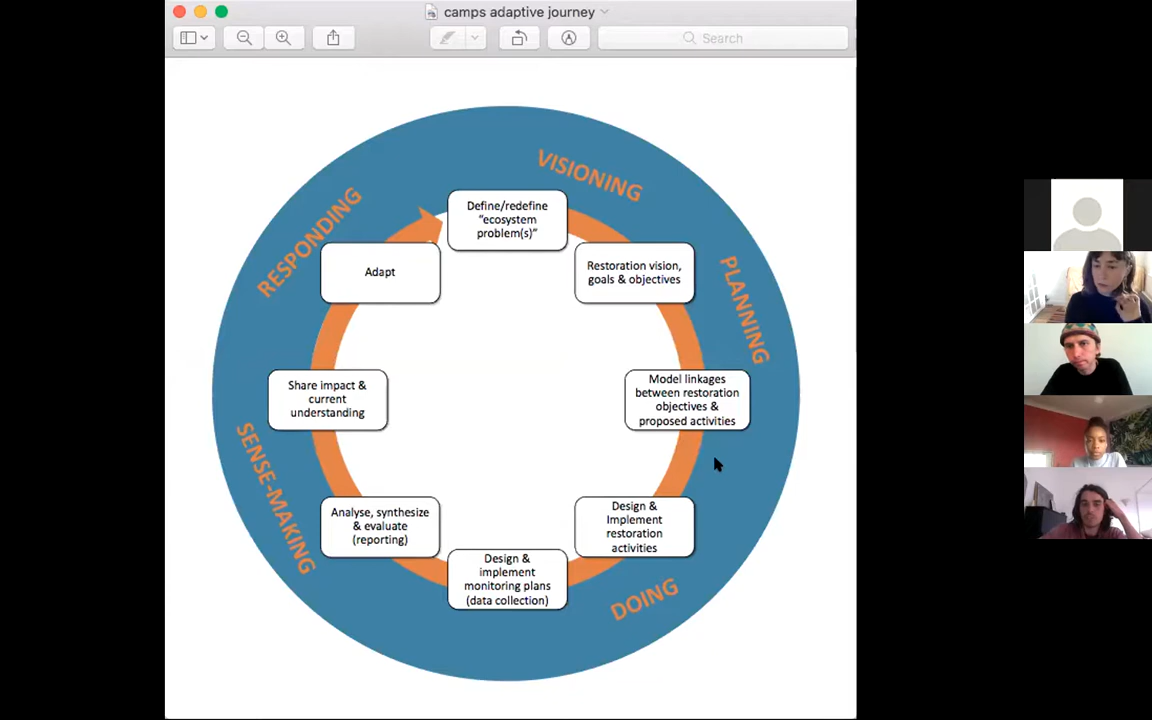 camps adaptive journey
Search
VISIONING
Define/redefine
“ecosystem
problem(s)”
Restoration vision,
goals & objectives
PLANNING
Model linkages
between restoration
objectives &
proposed activities
Design &
Implement
restoration
activities
DOING
Design &
implement
monitoring plans
(data collection)
Analyse, synthesize
& evaluate
(reporting)
SENSE-MAKING
Share impact &
current
understanding
Adapt
RESPONDING